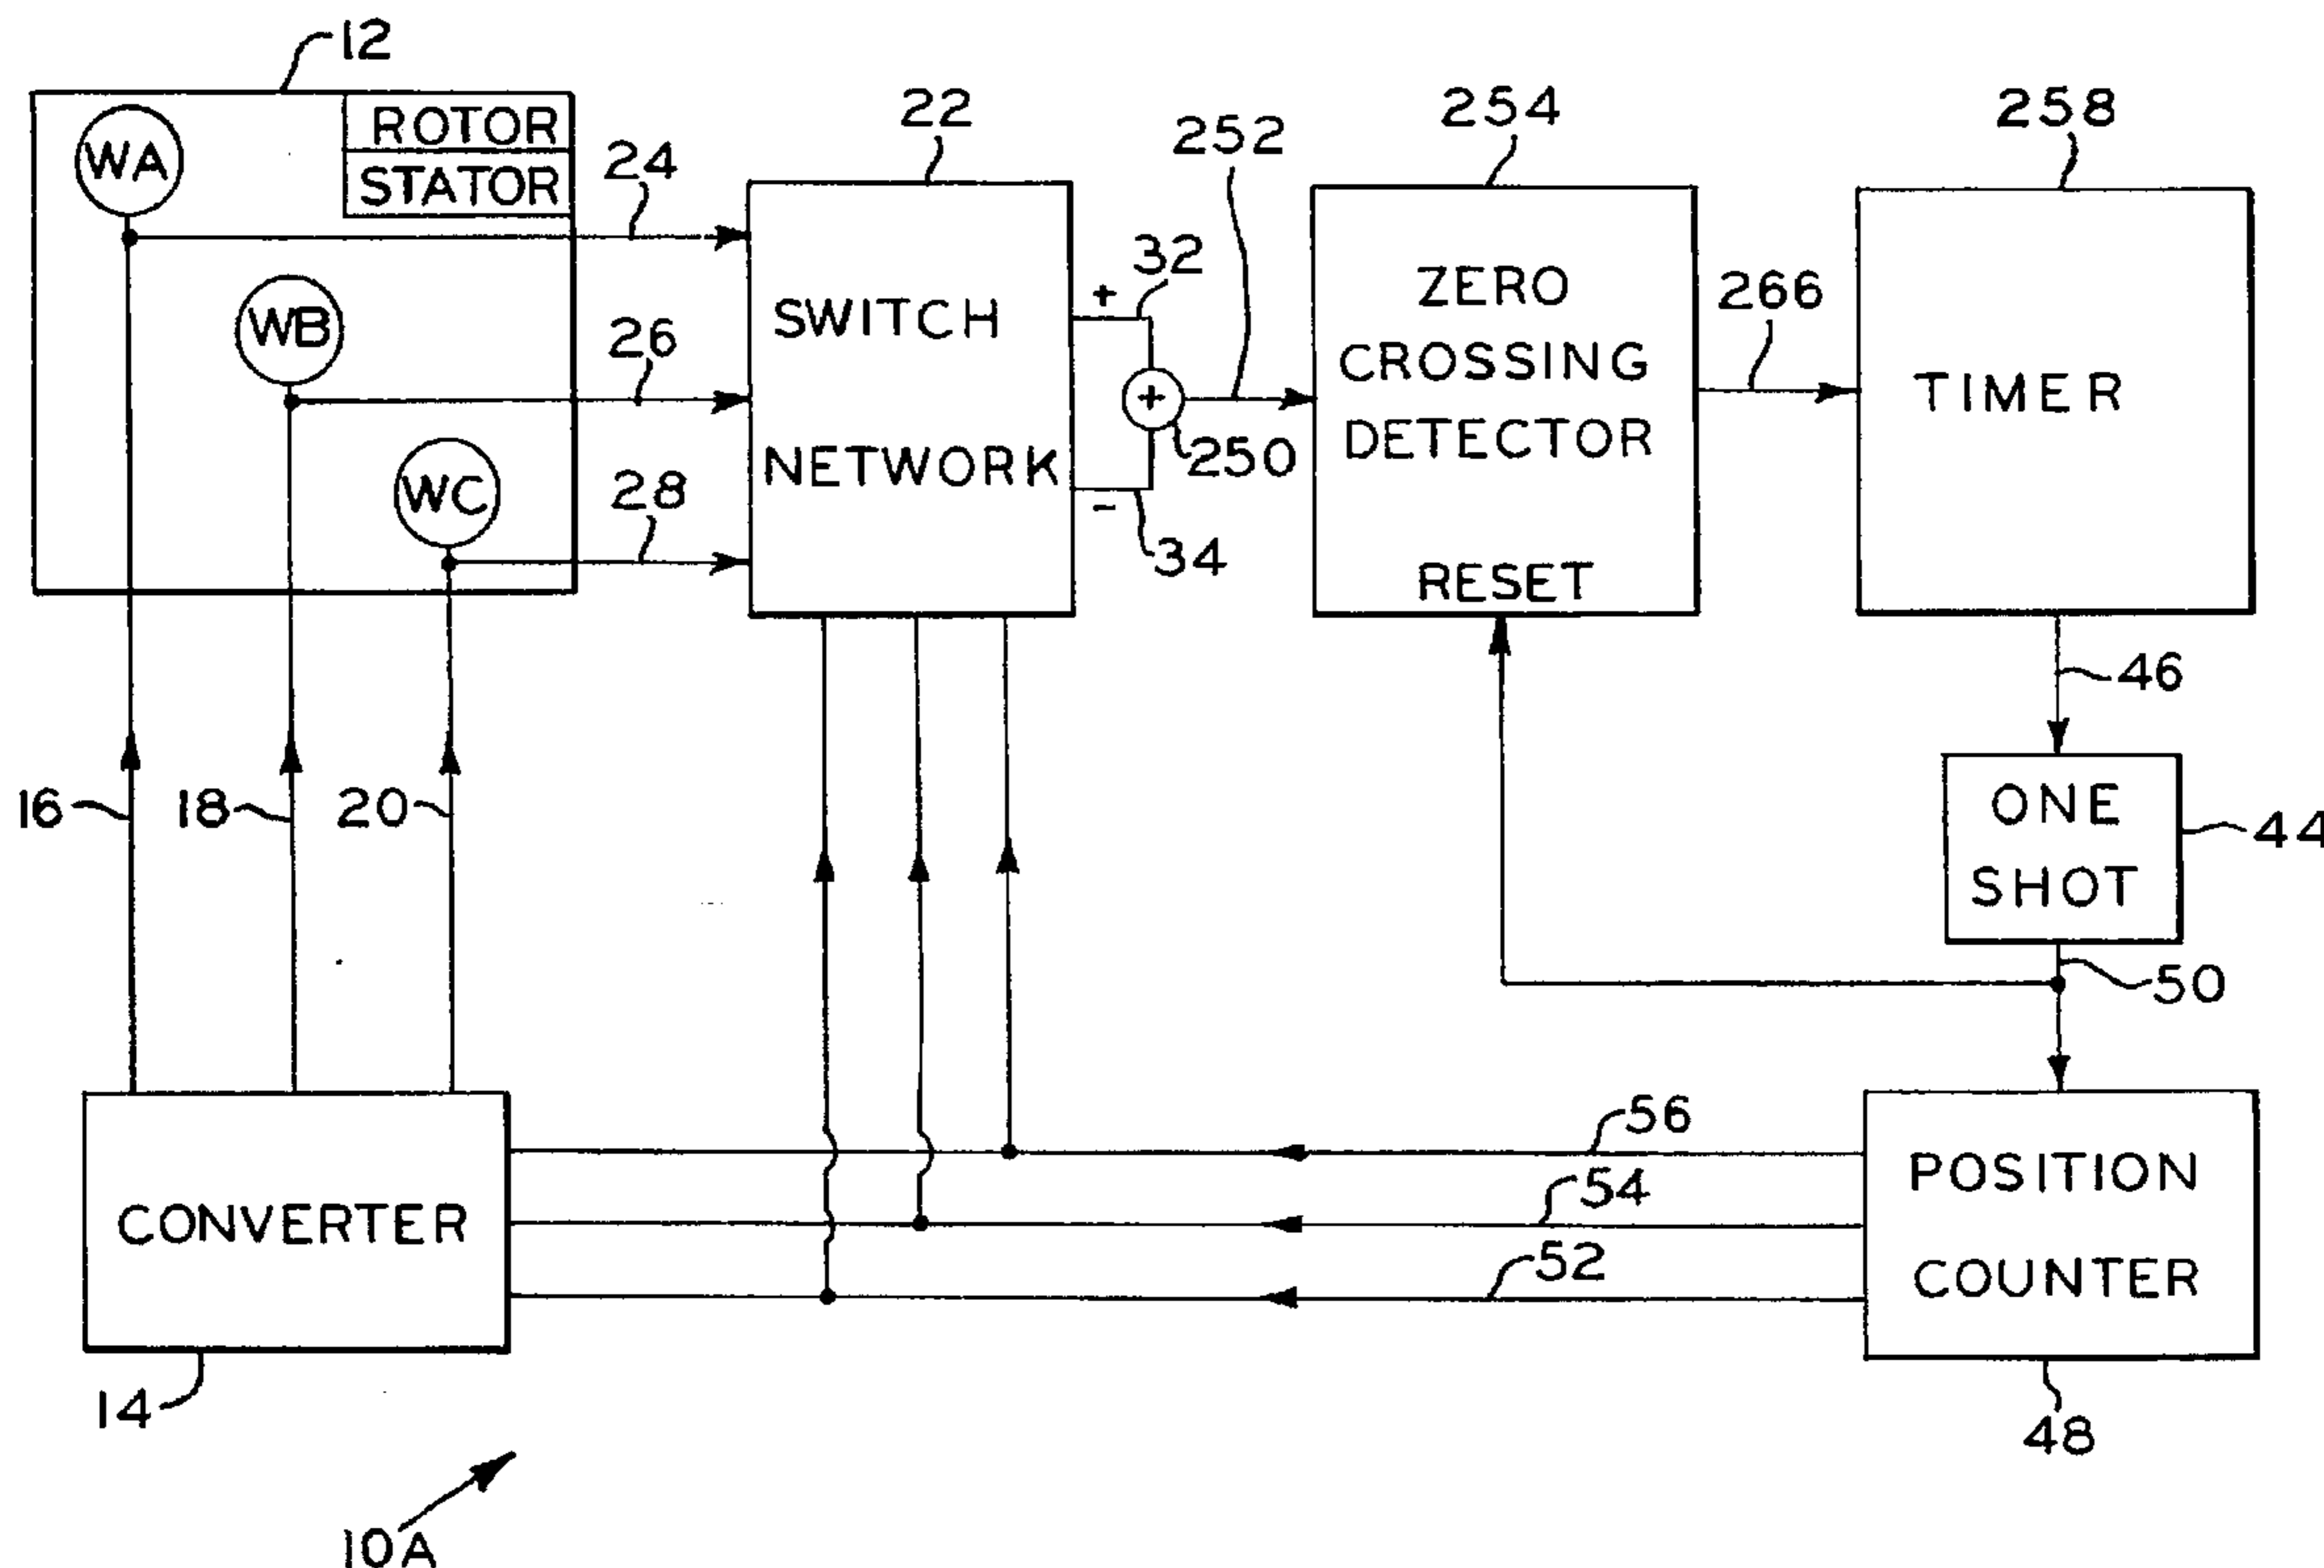 12
WA
ROTOR
STATOR
24
WB
26
WC
28
22
SWITCH
NETWORK
+
32
-
34
+
250
252
254
ZERO
CROSSING
DETECTOR
RESET
266
258
TIMER
46
ONE
SHOT
44
50
16
18
20
56
54
52
POSITION
COUNTER
48
CONVERTER
14
10A